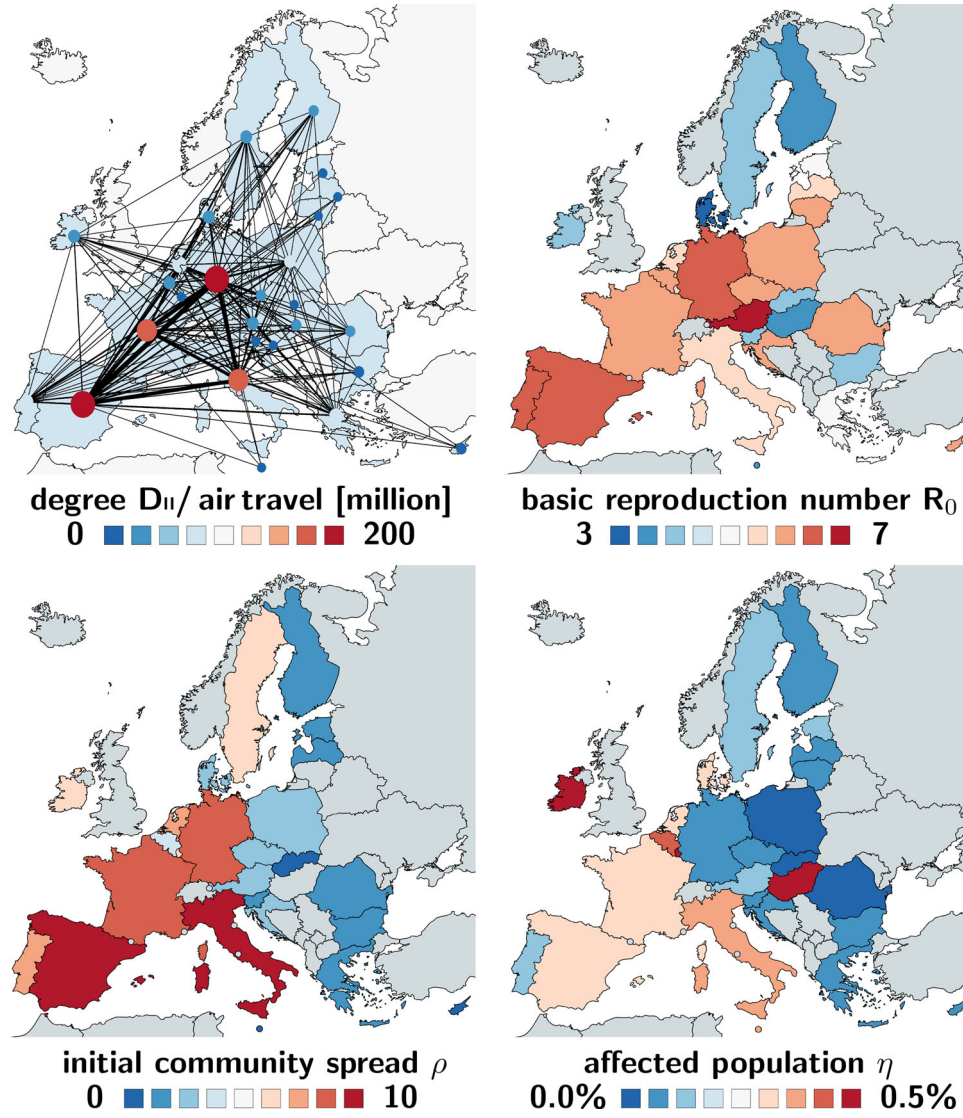 degree D𝗂𝗂/ air travel [million]
0 200
basic reproduction number R₀
3 7
initial community spread ρ
0 10
affected population η
0.0% 0.5%